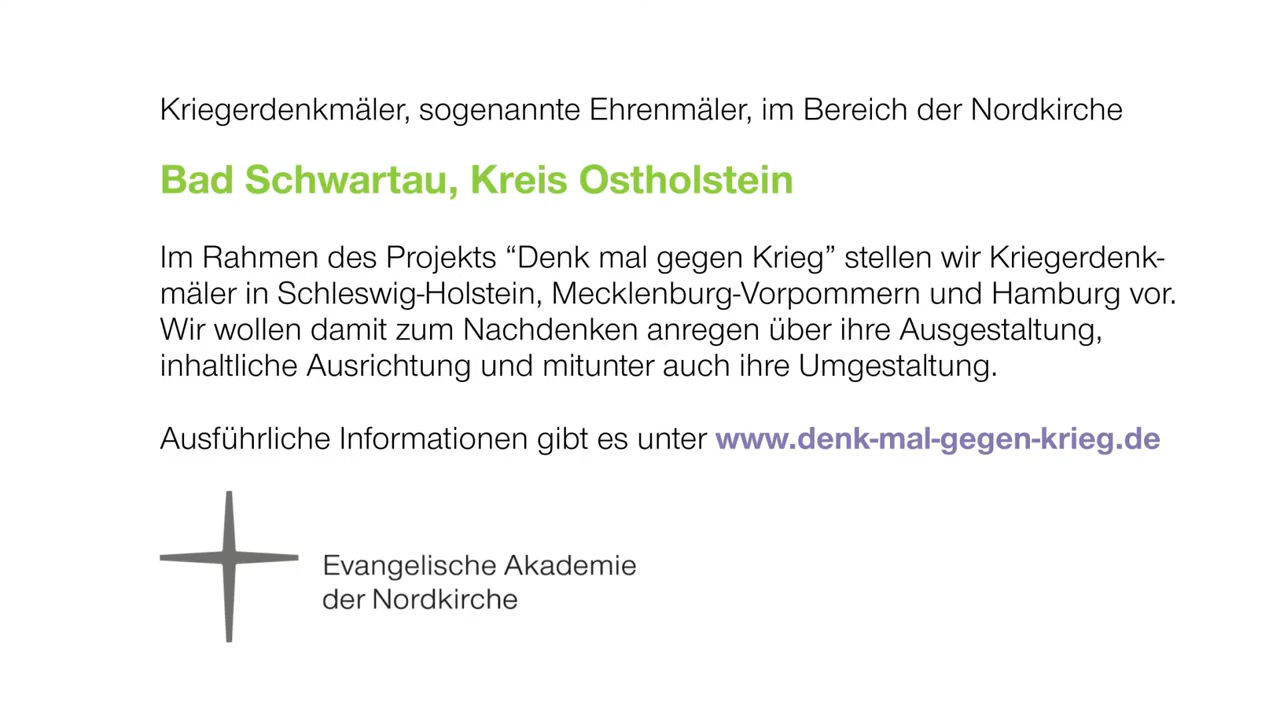 Kriegerdenkmäler, sogenannte Ehrenmäler, im Bereich der Nordkirche
Bad Schwartau, Kreis Ostholstein
Im Rahmen des Projekts “Denk mal gegen Krieg” stellen wir Kriegerdenk-
mäler in Schleswig-Holstein, Mecklenburg-Vorpommern und Hamburg vor.
Wir wollen damit zum Nachdenken anregen über ihre Ausgestaltung,
inhaltliche Ausrichtung und mitunter auch ihre Umgestaltung.
Ausführliche Informationen gibt es unter www.denk-mal-gegen-krieg.de
Evangelische Akademie
der Nordkirche